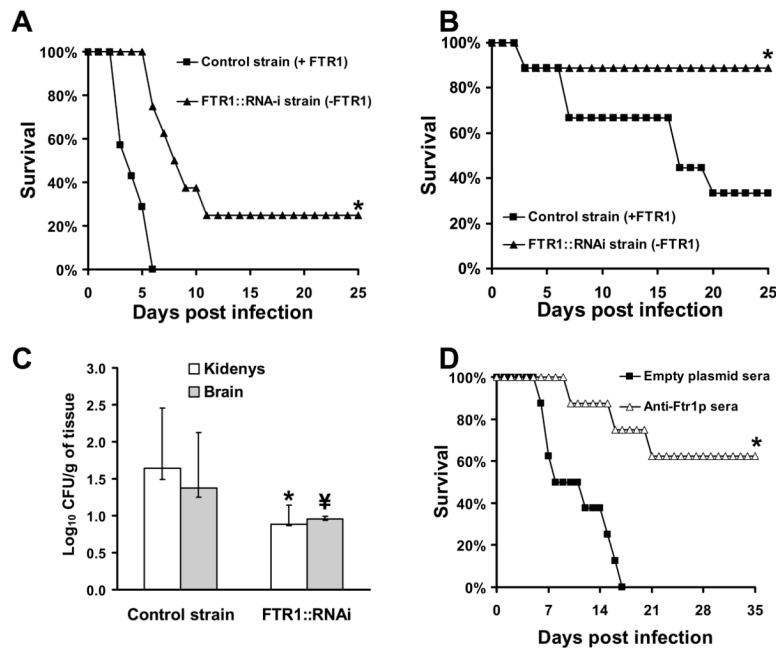 A
100%
80%
60%
40%
20%
0%
Survival
Control strain (+ FTR1)
FTR1::RNA-i strain (-FTR1)
*
0 5 10 15 20 25
Days post infection
B
100%
80%
60%
40%
20%
0%
Survival
*
Control strain (+FTR1)
FTR1::RNAi strain (-FTR1)
0 5 10 15 20 25
Days post infection
C
3.0
2.5
2.0
1.5
1.0
0.5
0.0
Log10 CFU/g of tissue
Kidenys
Brain
* ¥
Control strain FTR1::RNAi
D
100%
80%
60%
40%
20%
0%
Survival
Empty plasmid sera
Anti-Ftr1p sera
*
0 7 14 21 28 35
Days post infection